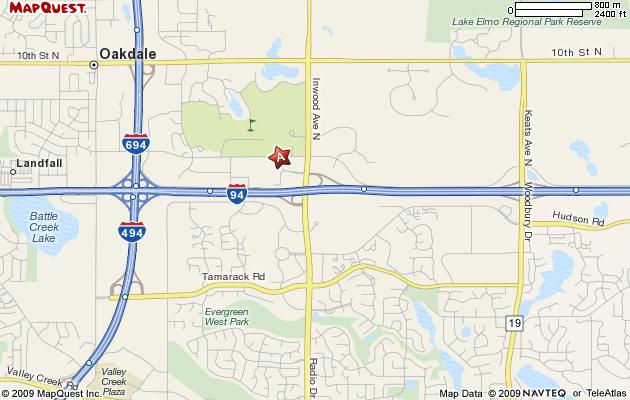 MAPQUEST.
0 800 m
2400 ft
Lake Elmo Regional Park Reserve
10th St N
Oakdale
10th St N
Inwood Ave N
Keats Ave N
694
A
Landfall
94
Woodbury Dr
Battle
Creek
Lake
494
Hudson Rd
Tamarack Rd
Evergreen
West Park
19
Radio Dr
Valley Creek Rd
Valley
Creek
Plaza
© 2009 MapQuest Inc.
Map Data © 2009 NAVTEQ or TeleAtlas